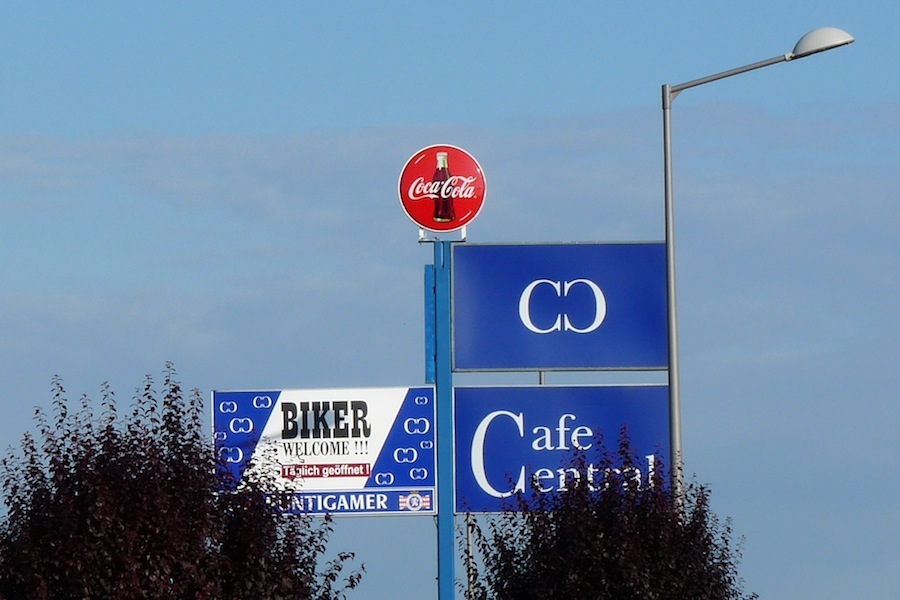 Coca-Cola
CC
BIKER
WELCOME !!!
Täglich geöffnet !
Cafe
Central